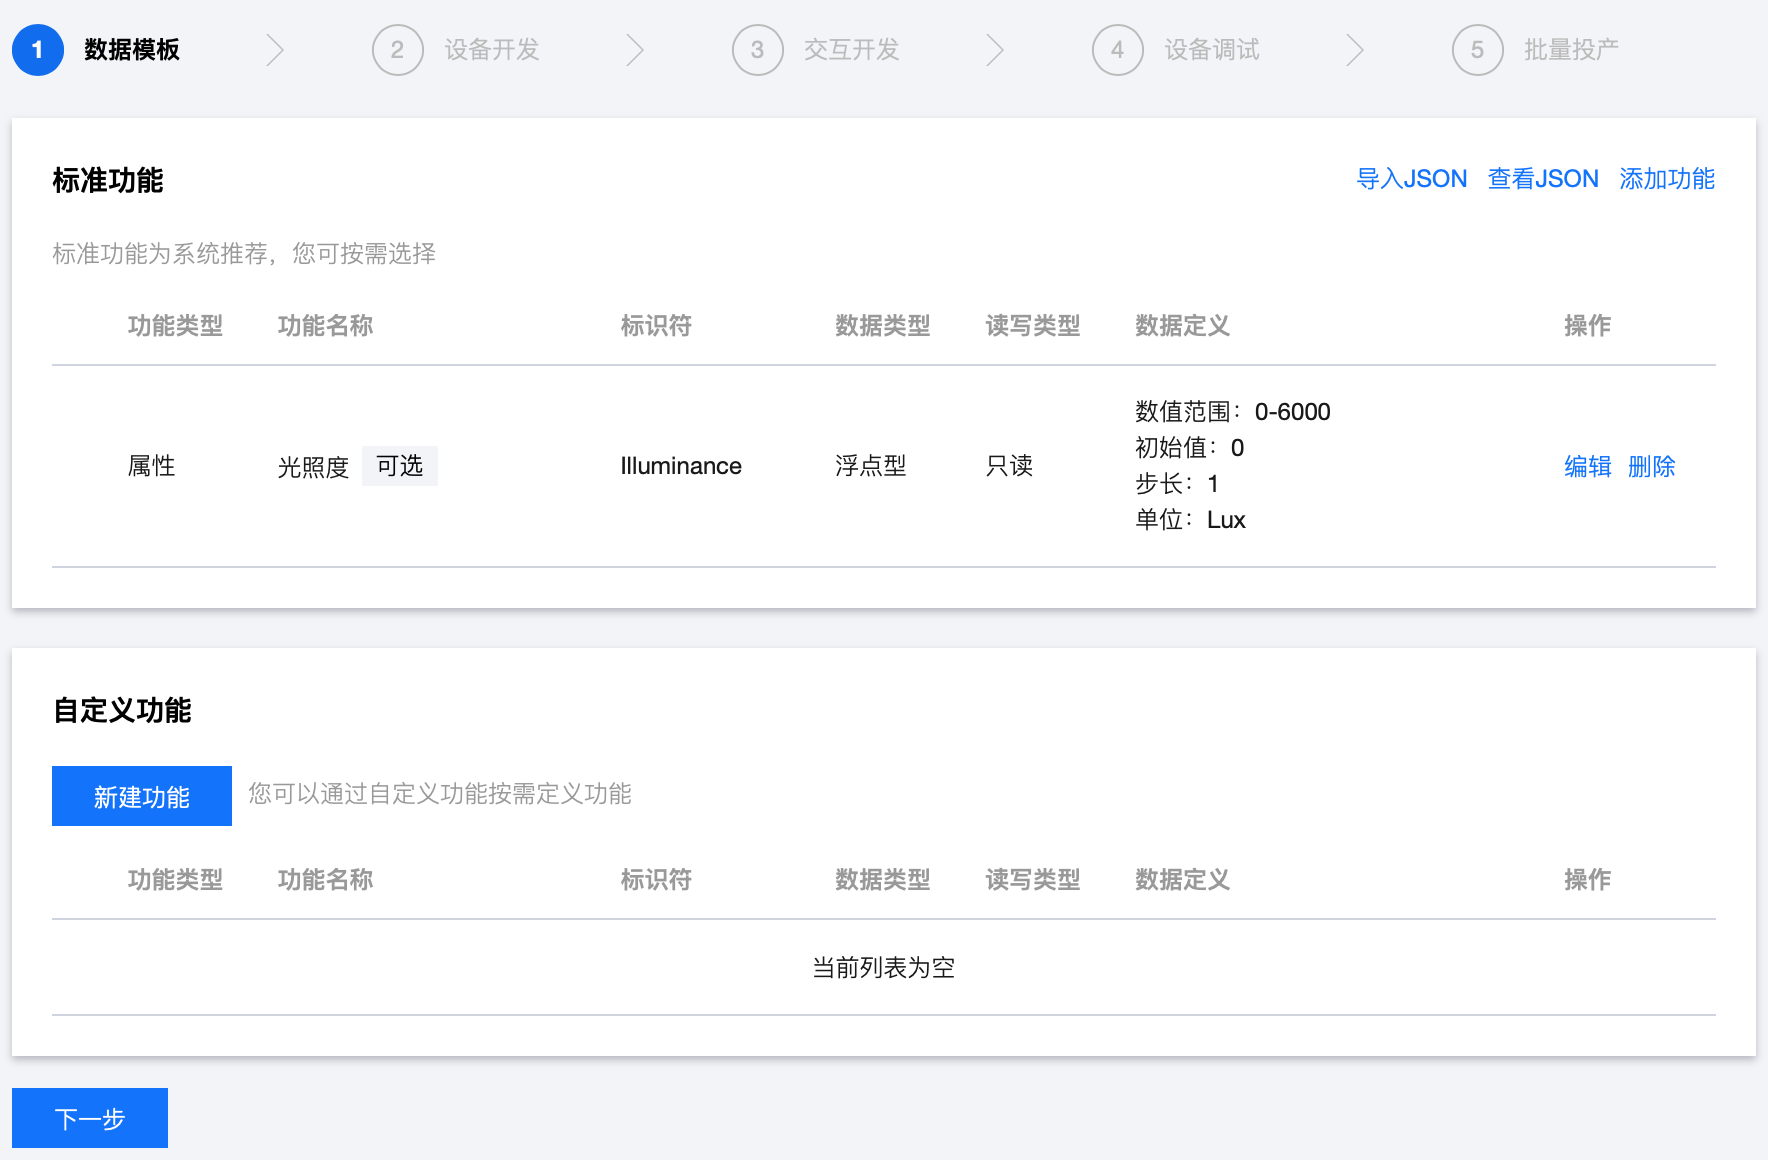 1 数据模板 2 设备开发 3 交互开发 4 设备调试 5 批量投产
标准功能 导入JSON 查看JSON 添加功能
标准功能为系统推荐，您可按需选择
功能类型 功能名称 标识符 数据类型 读写类型 数据定义 操作
属性 光照度 可选 Illuminance 浮点型 只读
数值范围：0-6000
初始值：0
步长：1
单位：Lux
编辑 删除
自定义功能
新建功能 您可以通过自定义功能按需定义功能
功能类型 功能名称 标识符 数据类型 读写类型 数据定义 操作
当前列表为空
下一步